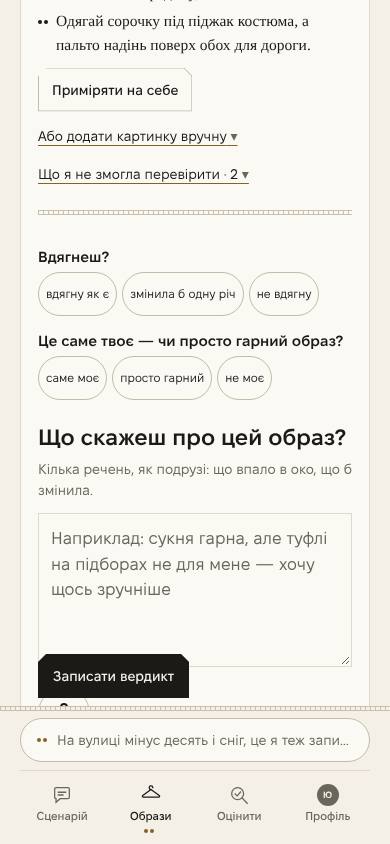 •• Одягай сорочку під піджак костюма, а
пальто надінь поверх обох для дороги.
Приміряти на себе
Або додати картинку вручну ▾
Що я не змогла перевірити · 2 ▾
Вдягнеш?
вдягну як є
змінила б одну річ
не вдягну
Це саме твоє — чи просто гарний образ?
саме моє
просто гарний
не моє
Що скажеш про цей образ?
Кілька речень, як подрузі: що впало в око, що б
змінила.
Наприклад: сукня гарна, але туфлі
на підборах не для мене — хочу
щось зручніше
Записати вердикт
•• На вулиці мінус десять і сніг, це я теж запи...
Ю
Сценарій
Образи
Оцінити
Профіль